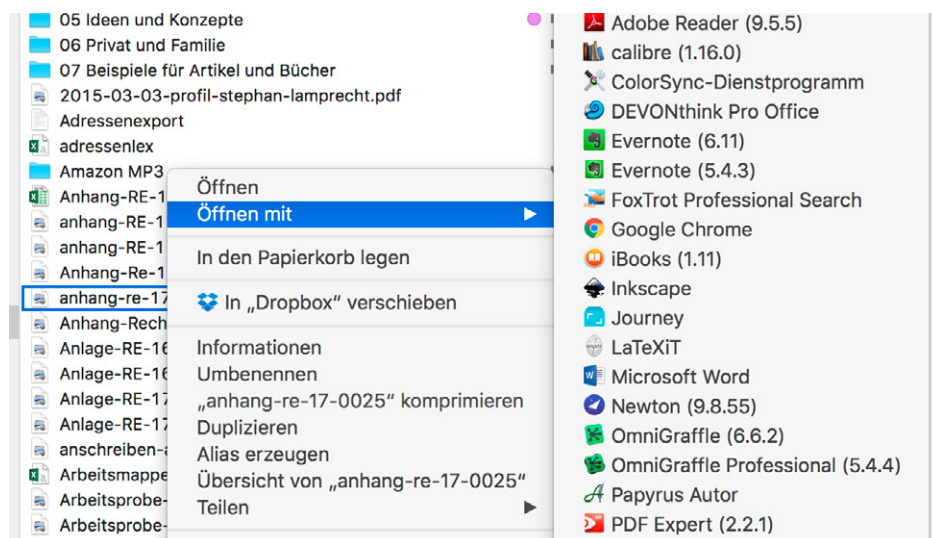 05 Ideen und Konzepte
06 Privat und Familie
07 Beispiele für Artikel und Bücher
2015-03-03-profil-stephan-lamprecht.pdf
Adressenexport
adressenlex
Amazon MP3
Anhang-RE-1
anhang-RE-1
anhang-RE-1
Anhang-Re-1
anhang-re-17
Anhang-Rech
Anlage-RE-16
Anlage-RE-16
Anlage-RE-17
Anlage-RE-17
anschreiben-a
Arbeitsmappe
Arbeitsprobe-
Arbeitsprobe-
Öffnen
Öffnen mit
In den Papierkorb legen
In „Dropbox“ verschieben
Informationen
Umbenennen
„anhang-re-17-0025“ komprimieren
Duplizieren
Alias erzeugen
Übersicht von „anhang-re-17-0025“
Teilen
Adobe Reader (9.5.5)
calibre (1.16.0)
ColorSync-Dienstprogramm
DEVONthink Pro Office
Evernote (6.11)
Evernote (5.4.3)
FoxTrot Professional Search
Google Chrome
iBooks (1.11)
Inkscape
Journey
LaTeXiT
Microsoft Word
Newton (9.8.55)
OmniGraffle (6.6.2)
OmniGraffle Professional (5.4.4)
Papyrus Autor
PDF Expert (2.2.1)